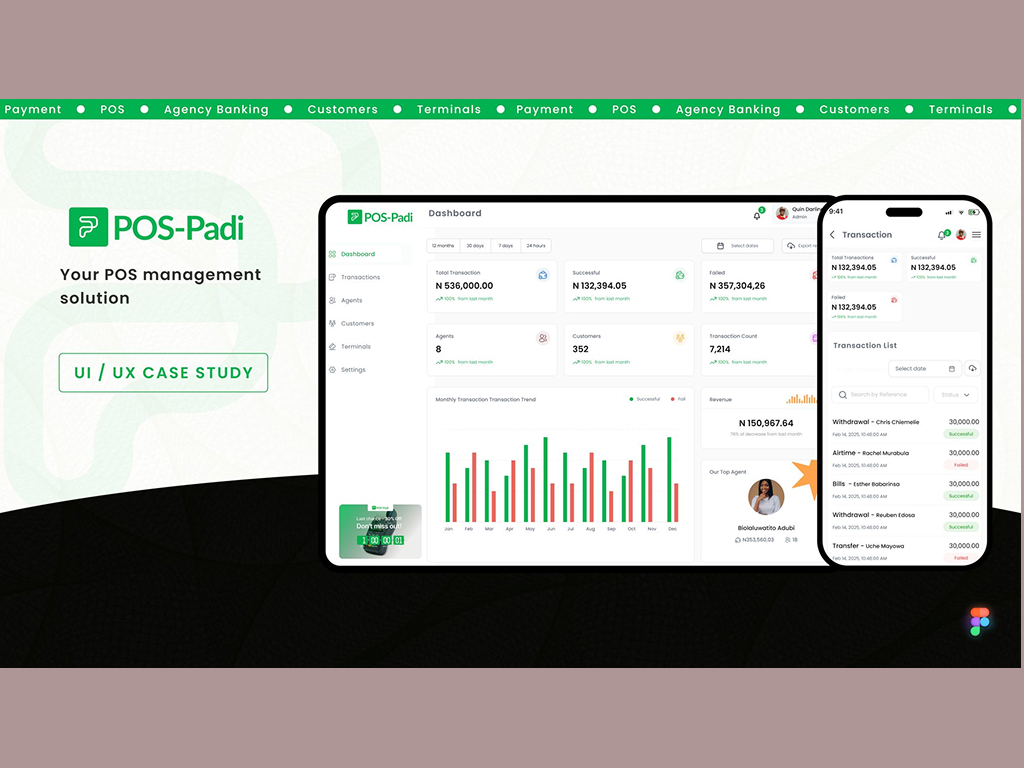 Payment POS Agency Banking Customers Terminals Payment POS Agency Banking Customers Terminals
POS-Padi
Your POS management
solution
UI / UX CASE STUDY
POS-Padi
Dashboard
2
Quin Darlin
Admin
Dashboard
Transactions
Agents
Customers
Terminals
Settings
12 months 30 days 7 days 24 hours
Select dates
Export re
Total Transaction
N 536,000.00
100% from last month
Successful
N 132,394.05
100% from last month
Failed
N 357,304,26
100% from last month
Agents
8
100% from last month
Customers
352
100% from last month
Transaction Count
7,214
100% from last month
Monthly Transaction Transaction Trend
Successful Fail
Jan Feb Mar Apr May Jun Jul Aug Sep Oct Nov Dec
Revenue
N 150,967.64
Our Top Agent
Biolaluwatito Adubi
N253,560.03 18
Don't miss out!
1 00 00 01
9:41
Transaction
2
Total Transactions
N 132,394.05
100% from last month
Successful
N 132,394.05
100% from last month
Failed
N 132,394.05
100% from last month
Transaction List
Select date
Search by Reference
Status
Withdrawal - Chris Chiemelie 30,000.00
Feb 14, 2025, 10:46:00 AM Successful
Airtime - Rachel Murabula 30,000.00
Feb 14, 2025, 10:46:00 AM Failed
Bills - Esther Babarinsa 30,000.00
Feb 14, 2025, 10:46:00 AM Successful
Withdrawal - Reuben Edosa 30,000.00
Feb 14, 2025, 10:46:00 AM Successful
Transfer - Uche Mayowa 30,000.00
Feb 14, 2025, 10:46:00 AM Failed